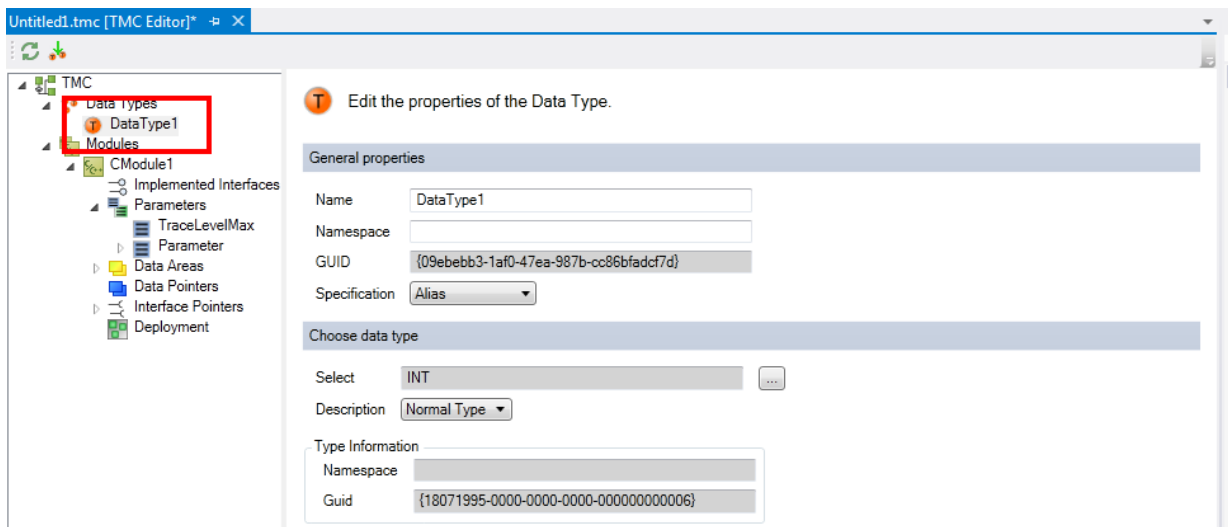 Untitled1.tmc [TMC Editor]*
TMC
Data Types
DataType1
Modules
CModule1
Implemented Interfaces
Parameters
TraceLevelMax
Parameter
Data Areas
Data Pointers
Interface Pointers
Deployment
T Edit the properties of the Data Type.
General properties
Name DataType1
Namespace
GUID {09ebebb3-1af0-47ea-987b-cc86bfadcf7d}
Specification Alias
Choose data type
Select INT ...
Description Normal Type
Type Information
Namespace
Guid {18071995-0000-0000-0000-000000000006}